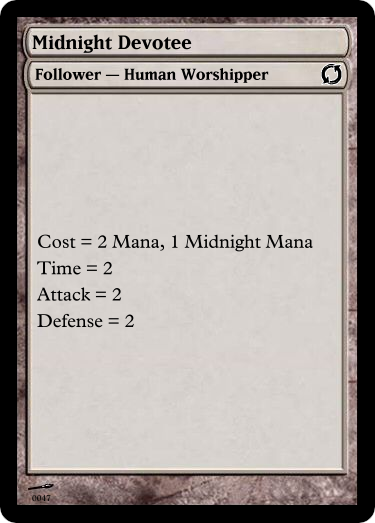 Midnight Devotee
Follower — Human Worshipper
Cost = 2 Mana, 1 Midnight Mana
Time = 2
Attack = 2
Defense = 2
0047